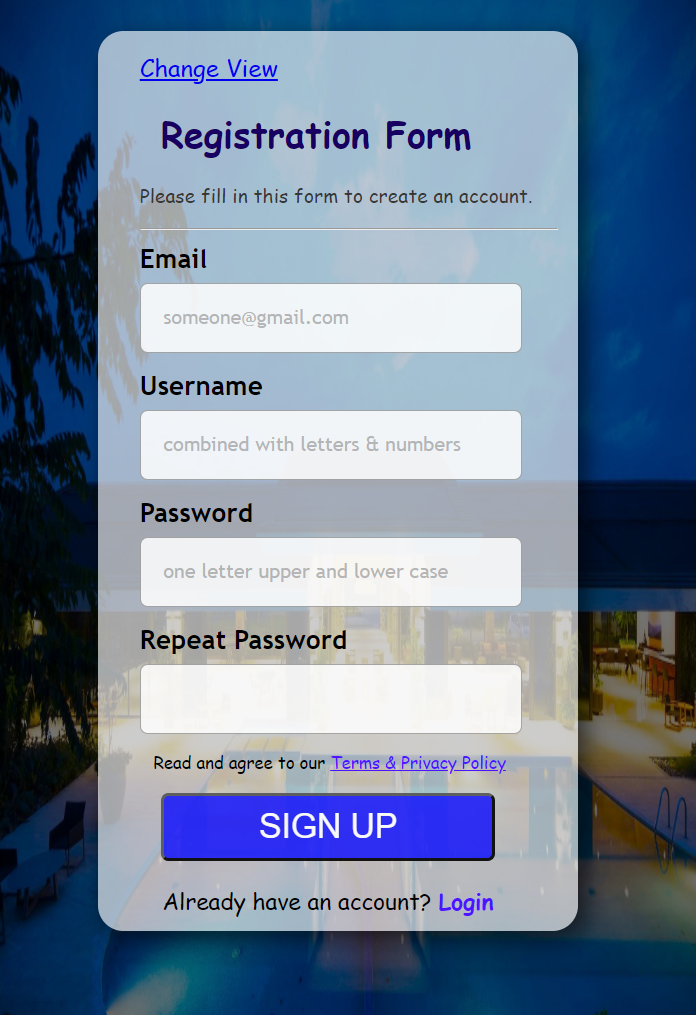 Change View
Registration Form
Please fill in this form to create an account.
Email
someone@gmail.com
Username
combined with letters & numbers
Password
one letter upper and lower case
Repeat Password
Read and agree to our Terms & Privacy Policy
SIGN UP
Already have an account? Login